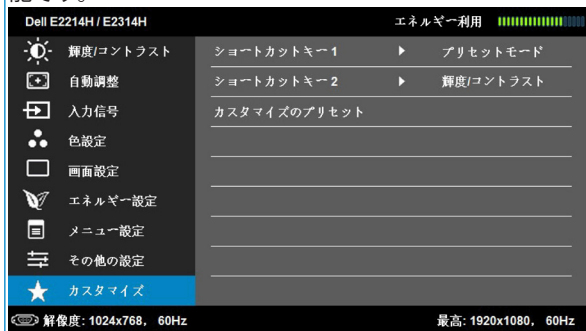 能です。
Dell E2214H / E2314H
エネルギー利用
輝度/コントラスト
ショートカットキー 1
プリセットモード
自動調整
ショートカットキー 2
輝度/コントラスト
入力信号
カスタマイズのプリセット
色設定
画面設定
エネルギー設定
メニュー設定
その他の設定
カスタマイズ
解像度: 1024x768, 60Hz
最高: 1920x1080, 60Hz